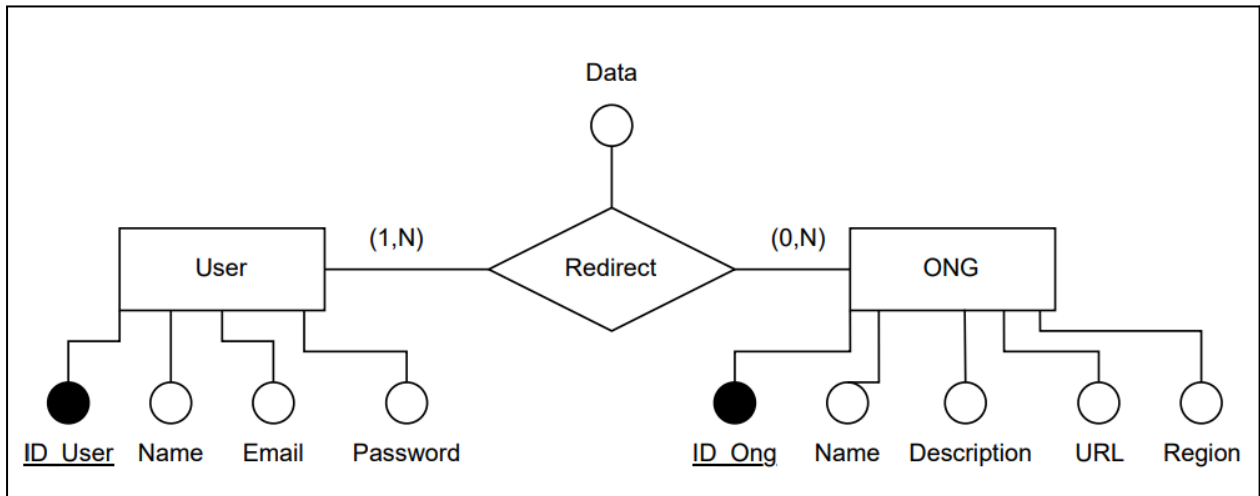 Data
(1,N)
(0,N)
User
Redirect
ONG
ID_User
Name
Email
Password
ID_Ong
Name
Description
URL
Region